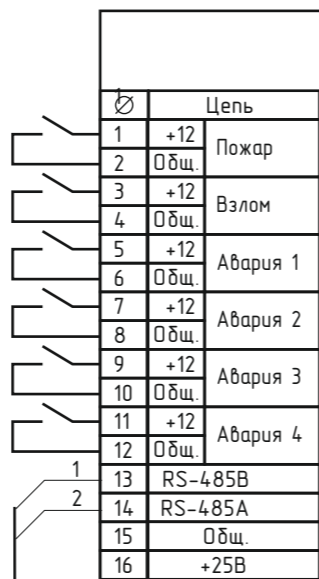 Цепь
1 +12 Пожар
2 Общ.
3 +12 Взлом
4 Общ.
5 +12 Авария 1
6 Общ.
7 +12 Авария 2
8 Общ.
9 +12 Авария 3
10 Общ.
11 +12 Авария 4
12 Общ.
1 13 RS-485B
2 14 RS-485A
15 Общ.
16 +25В